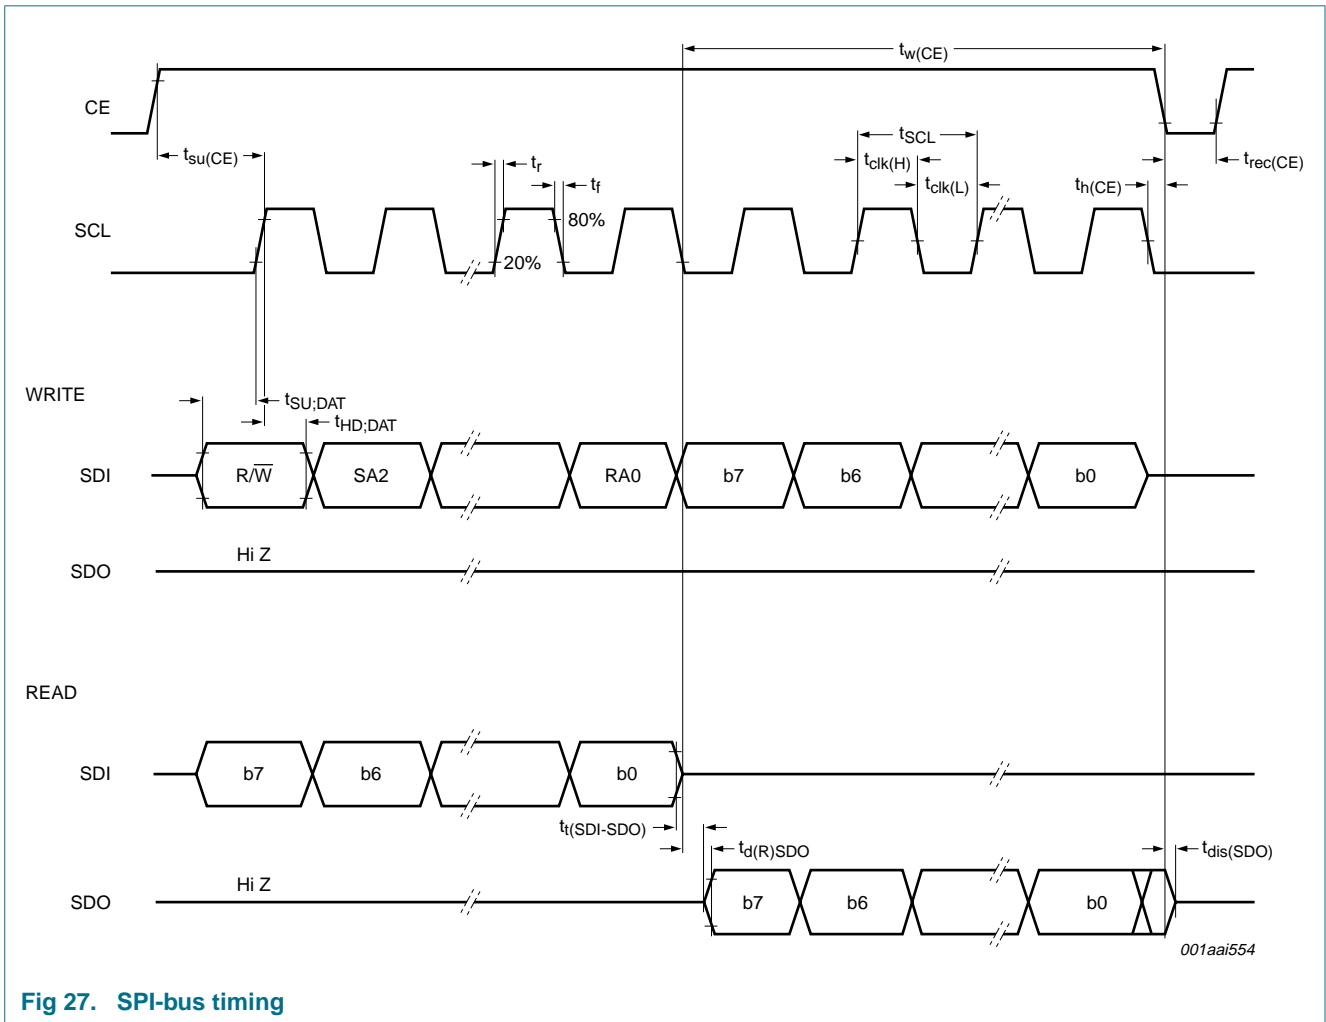 tw(CE)
CE
tsu(CE)
tr
tf
tSCL
tclk(H)
tclk(L)
th(CE)
trec(CE)
SCL
80%
20%
WRITE
tSU;DAT
tHD;DAT
SDI R/W̅ SA2 RA0 b7 b6 b0
Hi Z
SDO
READ
SDI b7 b6 b0
tt(SDI-SDO)
td(R)SDO
tdis(SDO)
Hi Z
SDO b7 b6 b0
001aai554
Fig 27. SPI-bus timing